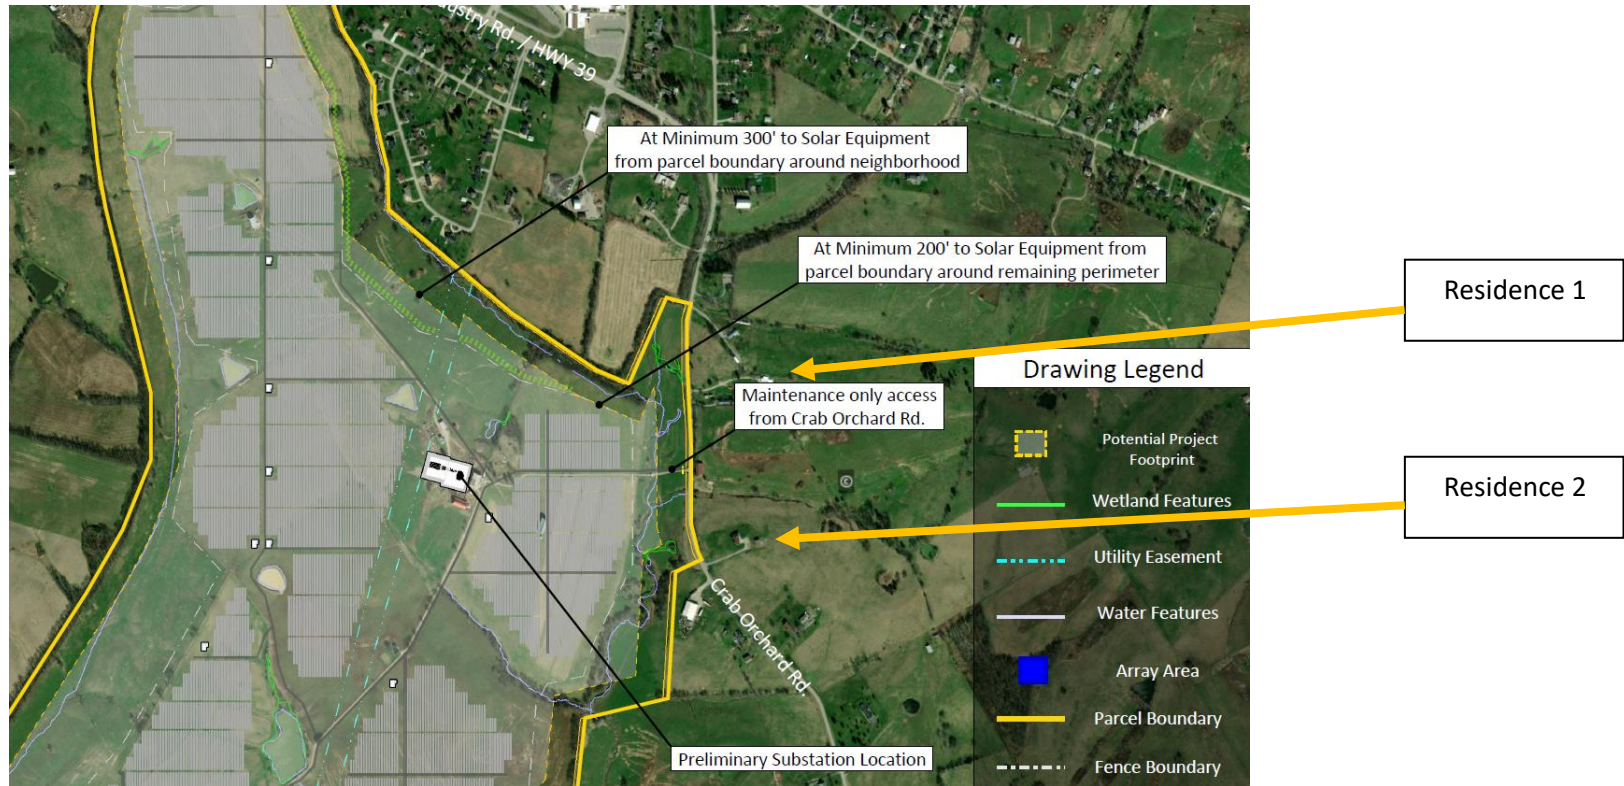 Rd. / HWY 39
At Minimum 300' to Solar Equipment
from parcel boundary around neighborhood
At Minimum 200' to Solar Equipment from
parcel boundary around remaining perimeter
Residence 1
Maintenance only access
from Crab Orchard Rd.
Residence 2
©
Crab Orchard Rd.
Preliminary Substation Location
Drawing Legend
Potential Project
Footprint
Wetland Features
Utility Easement
Water Features
Array Area
Parcel Boundary
Fence Boundary